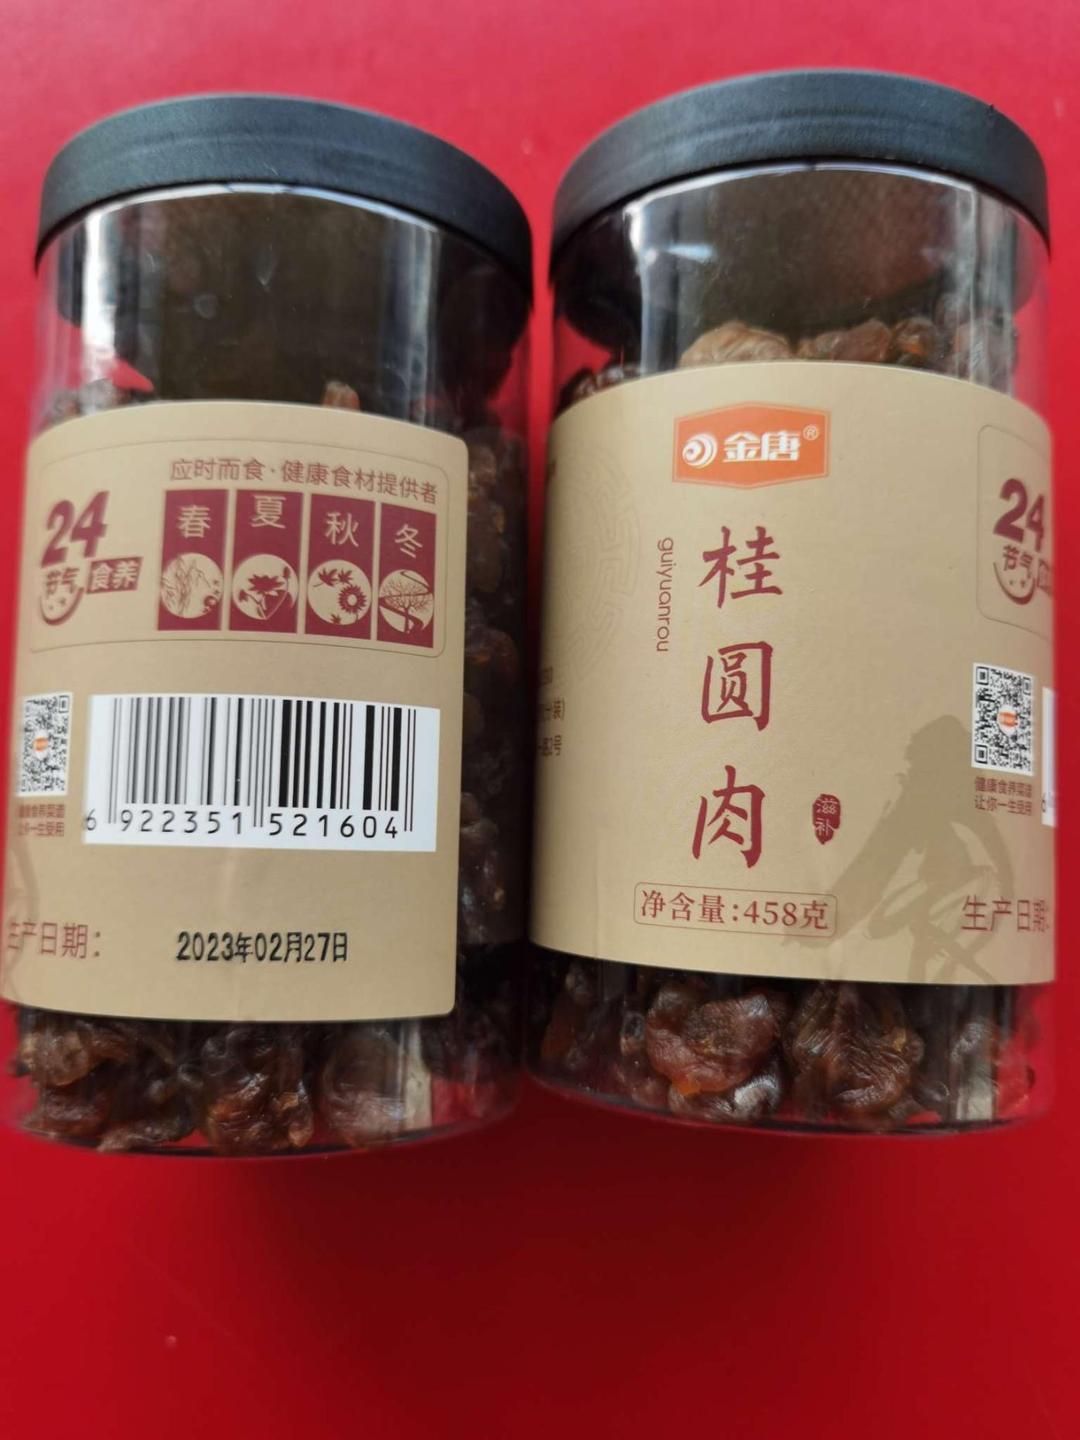 应时而食·健康食材提供者
24
节气
食养
春 夏 秋 冬
6 922351 521604
生产日期：
2023年02月27日
金唐®
桂圆肉
guiyuanrou
滋补
净含量：458克
24
节气
健康食养菜道
让你一生受用
生产日期：